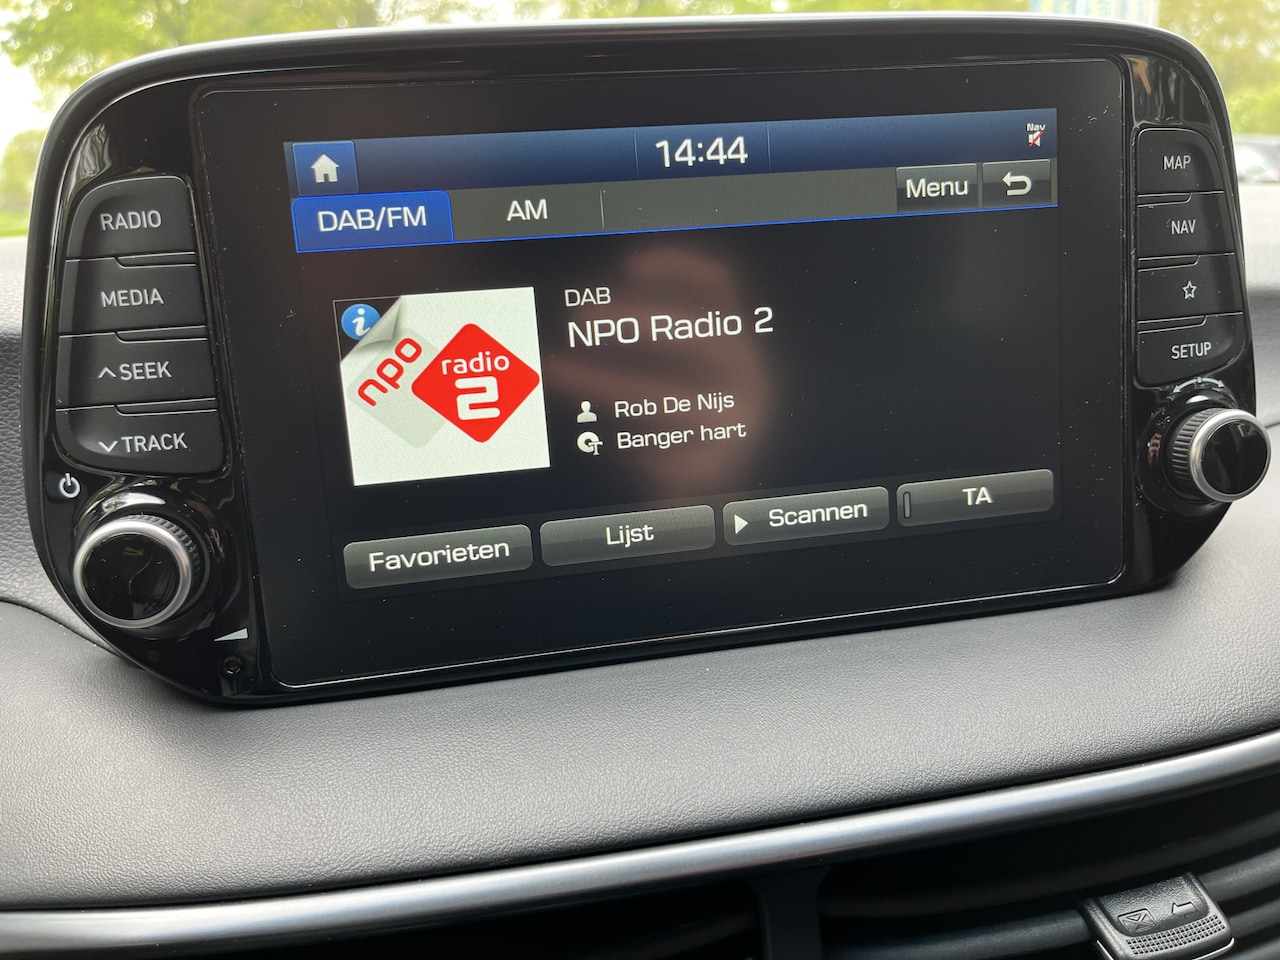 14:44
Nav
DAB/FM
AM
Menu
RADIO
MEDIA
SEEK
TRACK
MAP
NAV
SETUP
i
npo
radio
2
DAB
NPO Radio 2
Rob De Nijs
Banger hart
Favorieten
Lijst
Scannen
TA